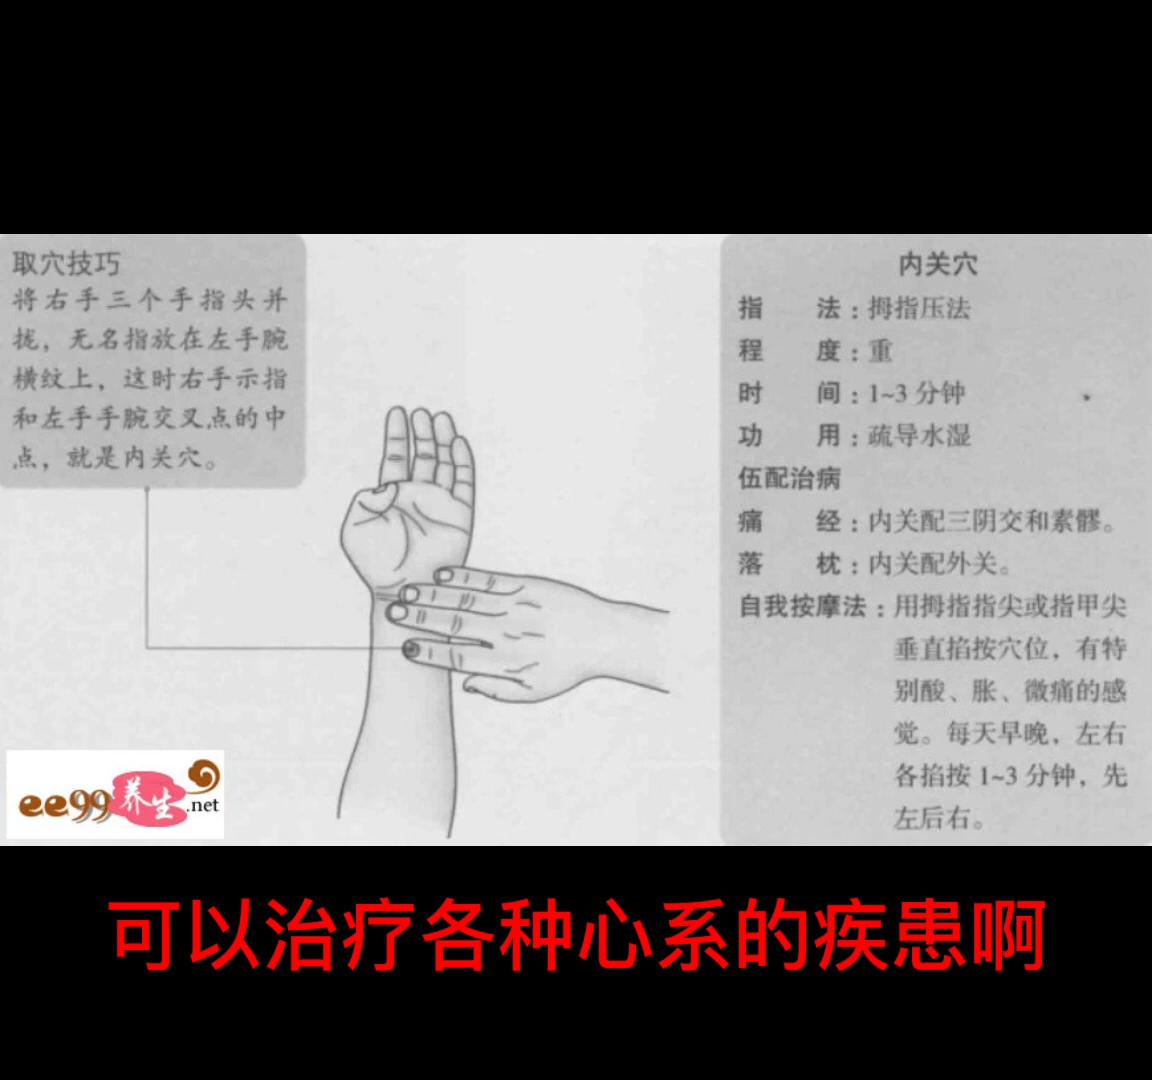 取穴技巧
将右手三个手指头并
拢，无名指放在左手腕
横纹上，这时右手示指
和左手手腕交叉点的中
点，就是内关穴。
内关穴
指　　法：拇指压法
程　　度：重
时　　间：1~3 分钟
功　　用：疏导水湿
伍配治病
痛　　经：内关配三阴交和素髎。
落　　枕：内关配外关。
自我按摩法：用拇指指尖或指甲尖
垂直掐按穴位，有特
别酸、胀、微痛的感
觉。每天早晚，左右
各掐按 1~3 分钟，先
左后右。
ee99养生.net
可以治疗各种心系的疾患啊